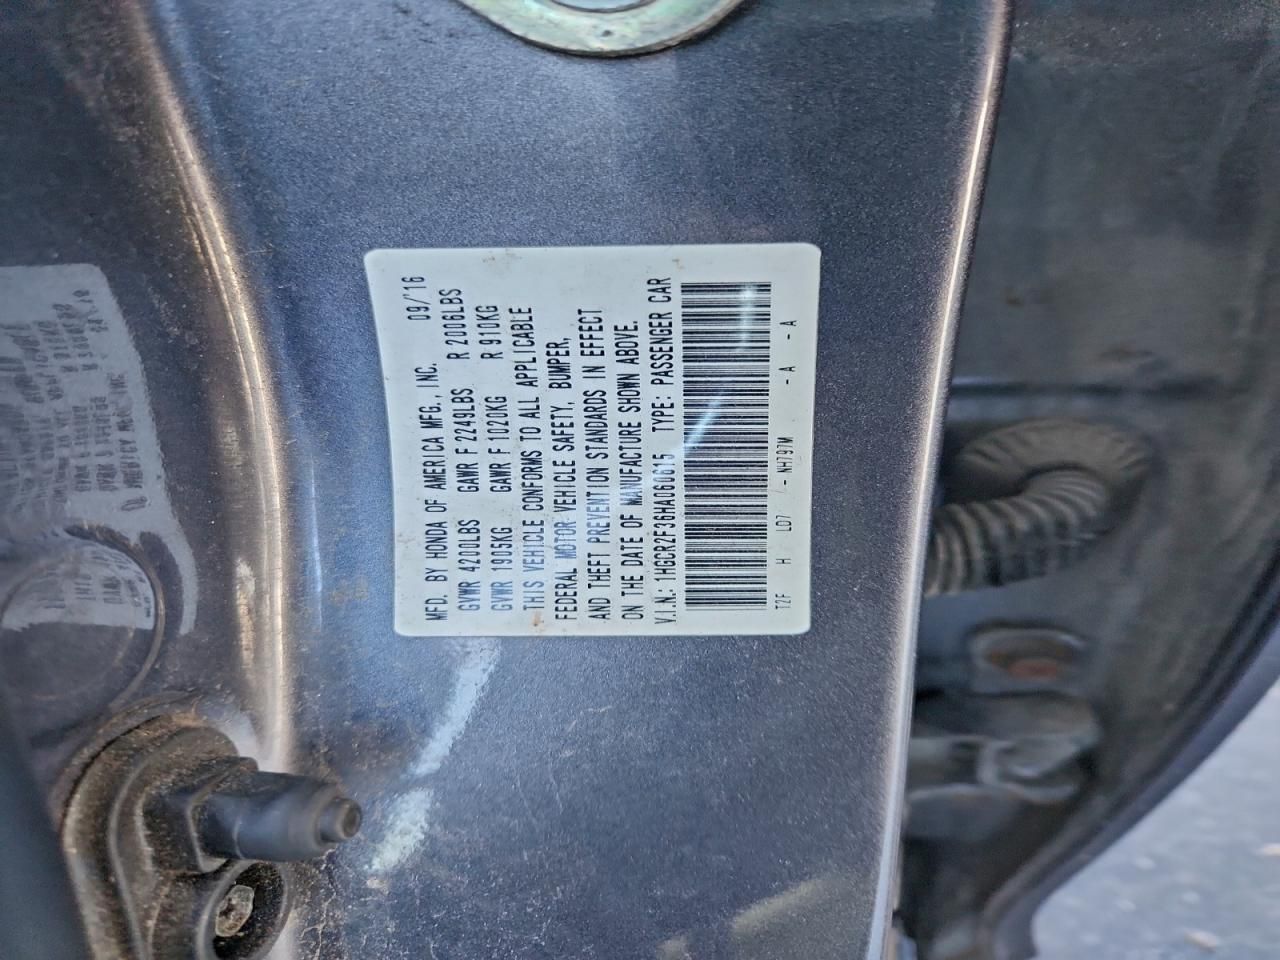 MFD. BY HONDA OF AMERICA MFG., INC. 09/'16
GVWR 4200LBS GAWR F 2249LBS R 2006LBS
GVWR 1905KG GAWR F 1020KG R 910KG
THIS VEHICLE CONFORMS TO ALL APPLICABLE
FEDERAL MOTOR VEHICLE SAFETY, BUMPER,
AND THEFT PREVENTION STANDARDS IN EFFECT
ON THE DATE OF MANUFACTURE SHOWN ABOVE.
V.I.N.: 1HGCR2F36HA060615 TYPE: PASSENGER CAR
T2F H LD7 / - NH797M - A - A